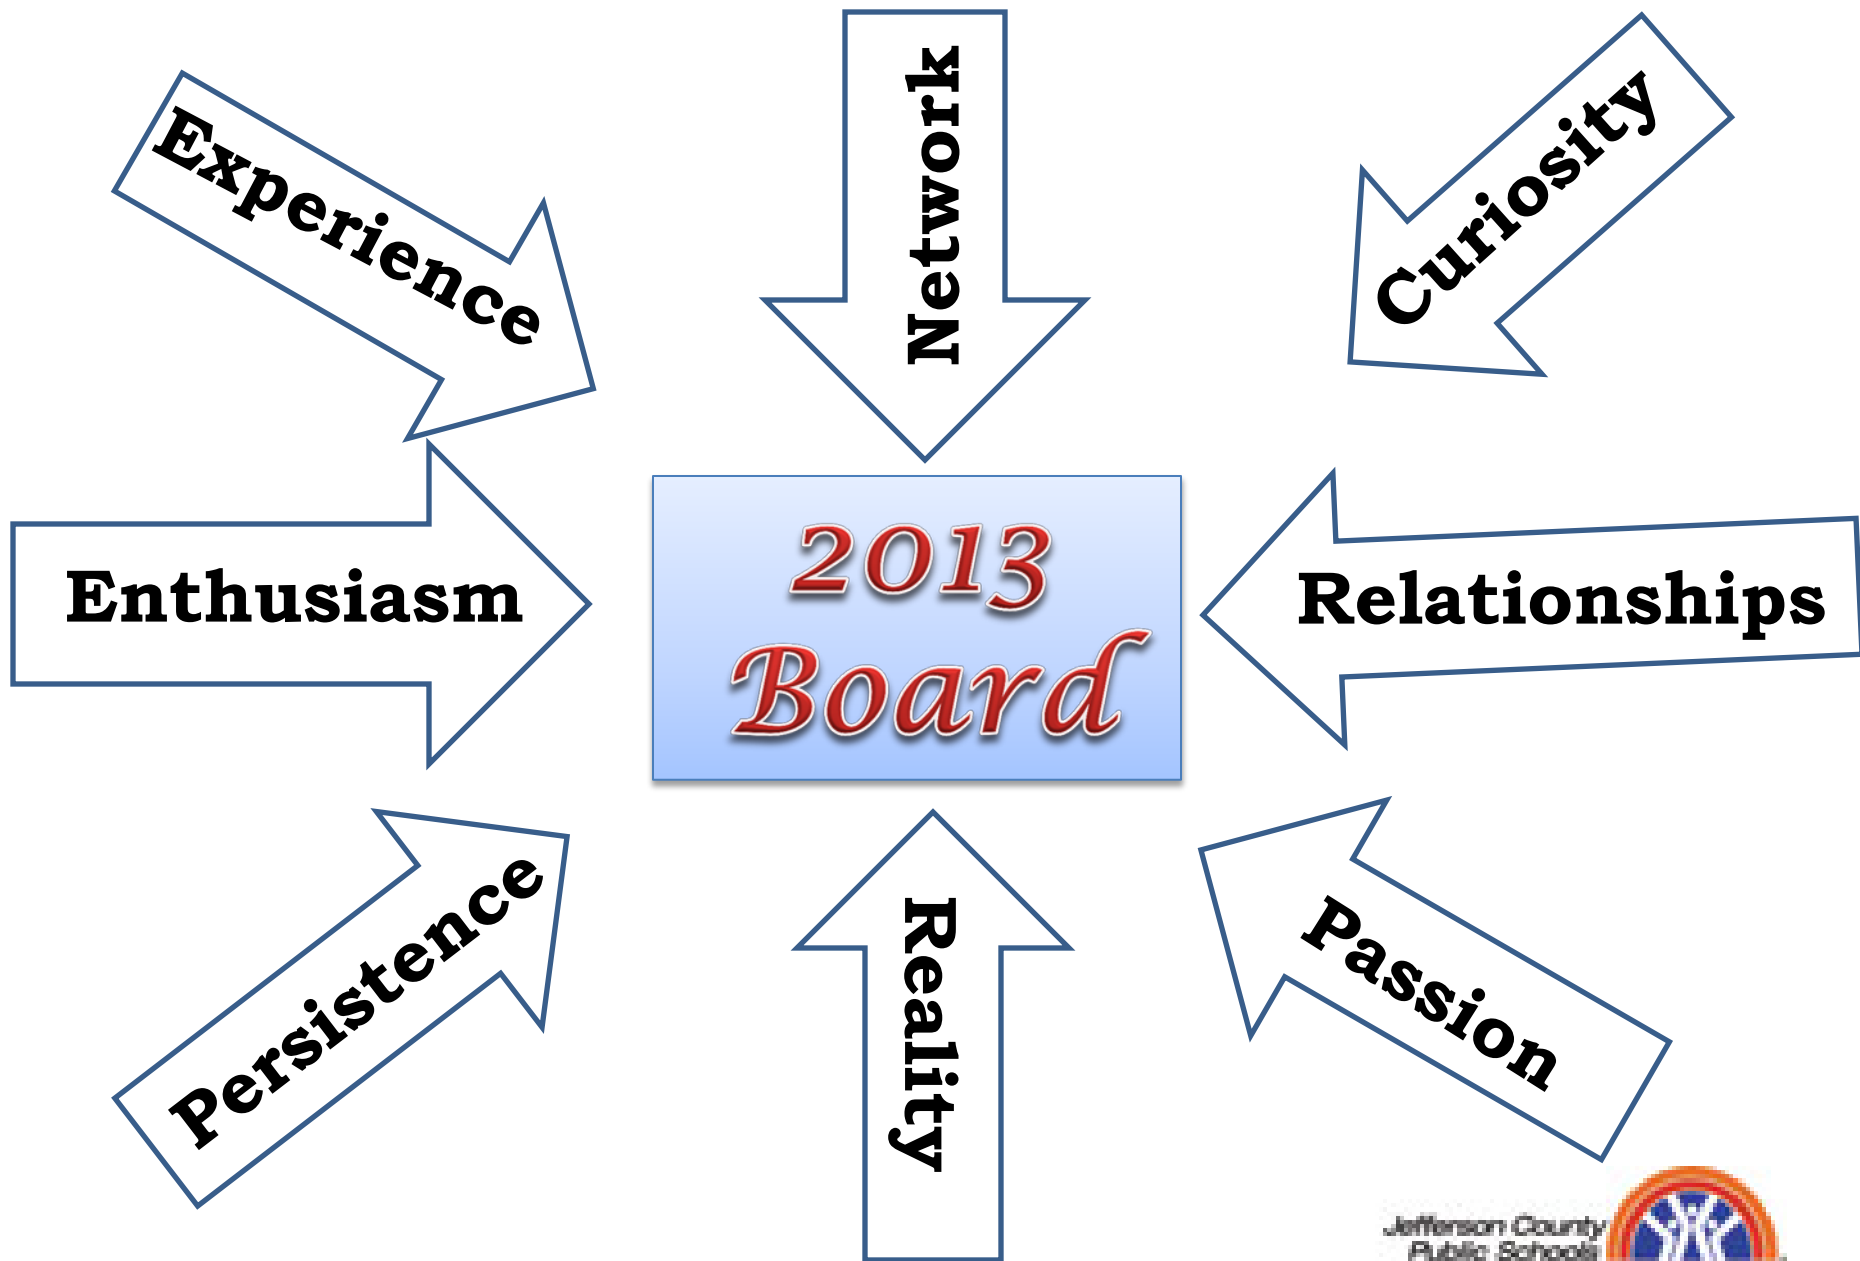 Network
Experience
Curiosity
Enthusiasm
2013
Board
Relationships
Persistence
Reality
Passion
Jefferson County
Public Schools